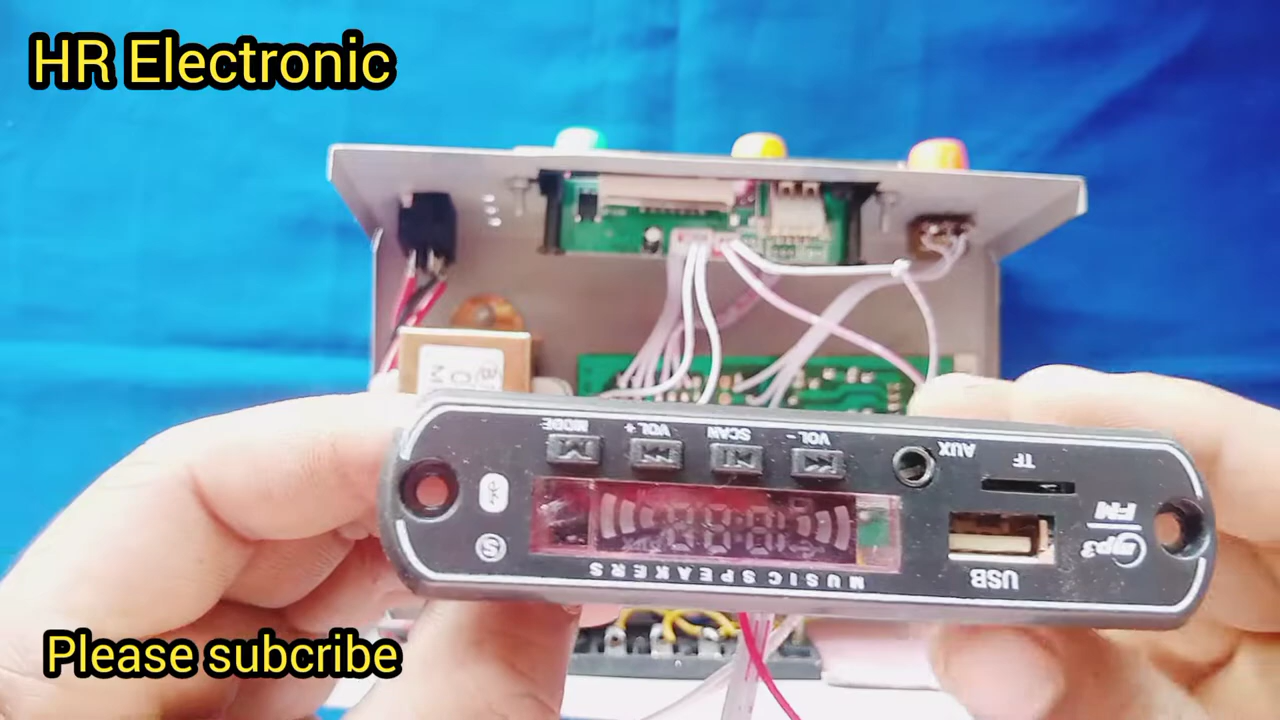 HR Electronic
MODE
VOL+
SCAN
VOL-
AUX
TF
USB
mp3
FM
MUSIC SPEAKERS
Please subcribe